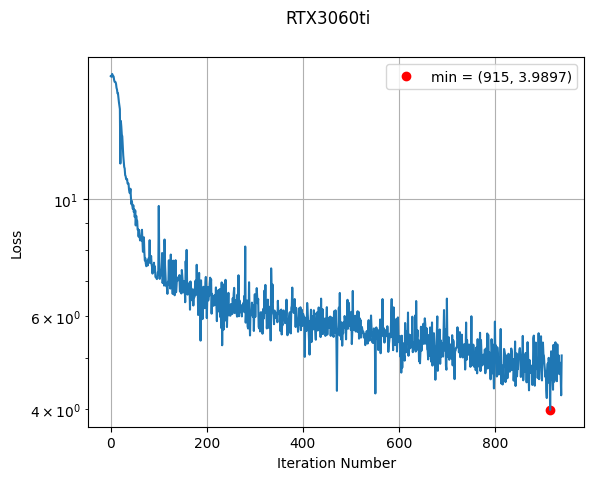 RTX3060ti
min = (915, 3.9897)
Loss
10¹
6 × 10⁰
4 × 10⁰
0 200 400 600 800
Iteration Number